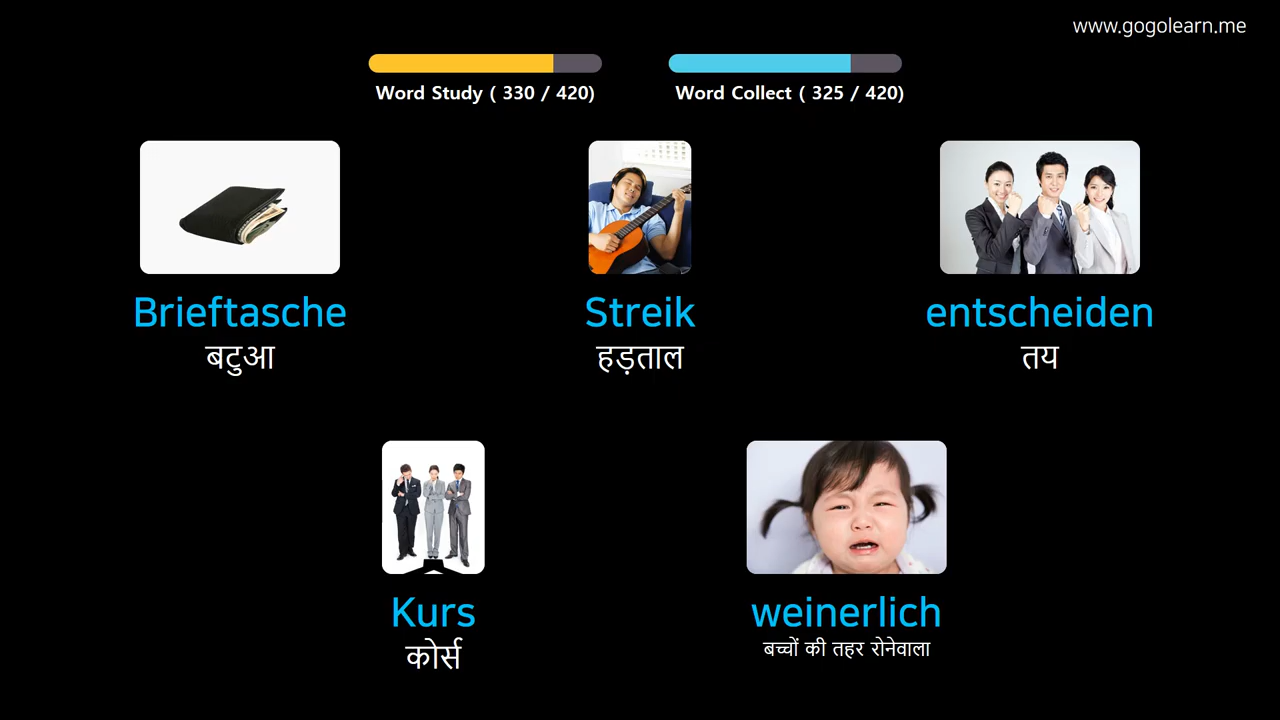 www.gogolearn.me
Word Study ( 330 / 420)
Word Collect ( 325 / 420)
Brieftasche
बटुआ
Streik
हड़ताल
entscheiden
तय
Kurs
कोर्स
weinerlich
बच्चों की तहर रोनेवाला